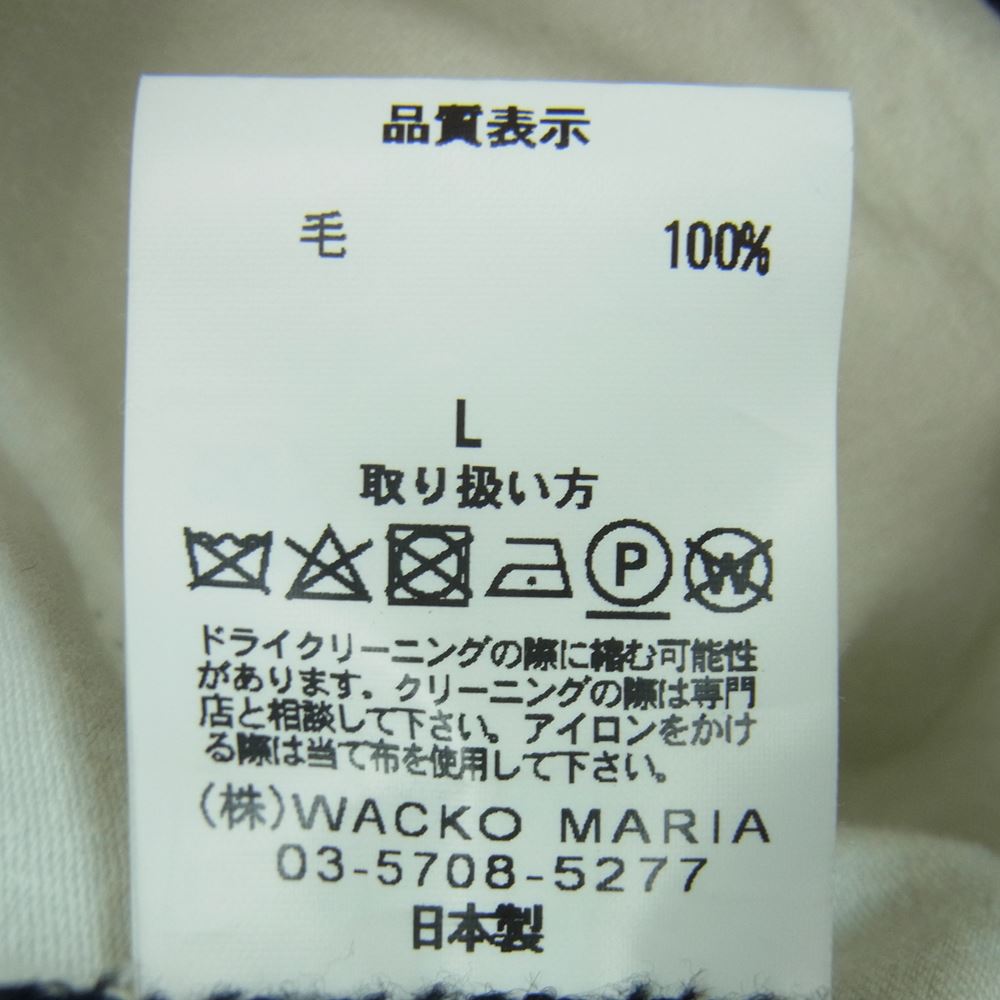 品質表示
毛 100%
L
取り扱い方
P W
ドライクリーニングの際に縮む可能性
があります。クリーニングの際は専門
店と相談して下さい。アイロンをかけ
る際は当て布を使用して下さい。
(株)WACKO MARIA
03-5708-5277
日本製